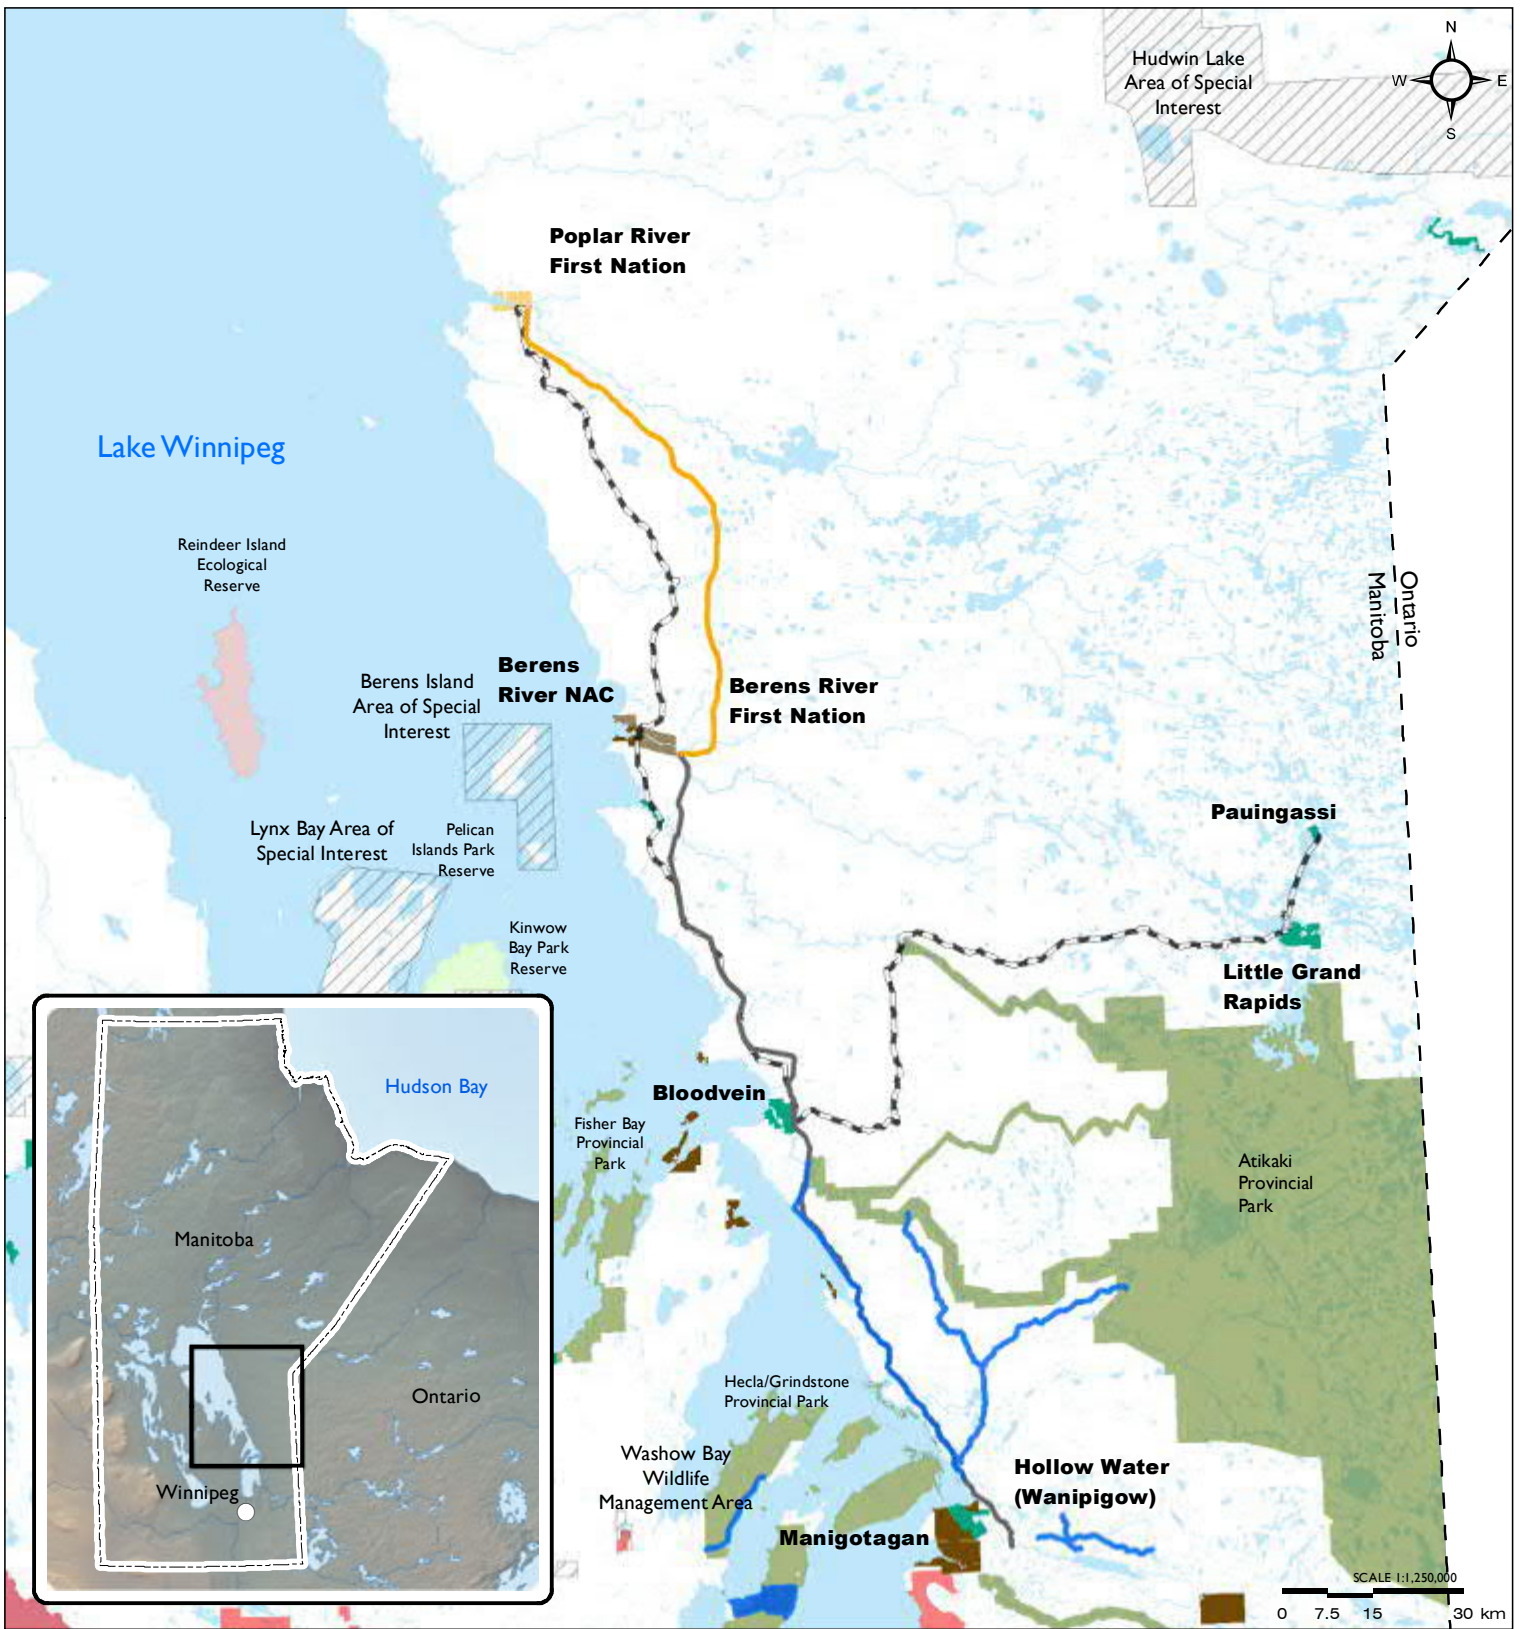 Hudwin Lake
Area of Special
Interest
N
W
E
S
Poplar River
First Nation
Lake Winnipeg
Reindeer Island
Ecological
Reserve
Ontario
Manitoba
Berens
River NAC
Berens Island
Area of Special
Interest
Berens River
First Nation
Pauingassi
Lynx Bay Area of
Special Interest
Pelican
Islands Park
Reserve
Kinwow
Bay Park
Reserve
Little Grand
Rapids
Bloodvein
Fisher Bay
Provincial
Park
Atikaki
Provincial
Park
Hudson Bay
Manitoba
Ontario
Winnipeg
Hecla/Grindstone
Provincial Park
Washow Bay
Wildlife
Management Area
Hollow Water
(Wanipigow)
Manigotagan
SCALE 1:1,250,000
0 7.5 15 30 km